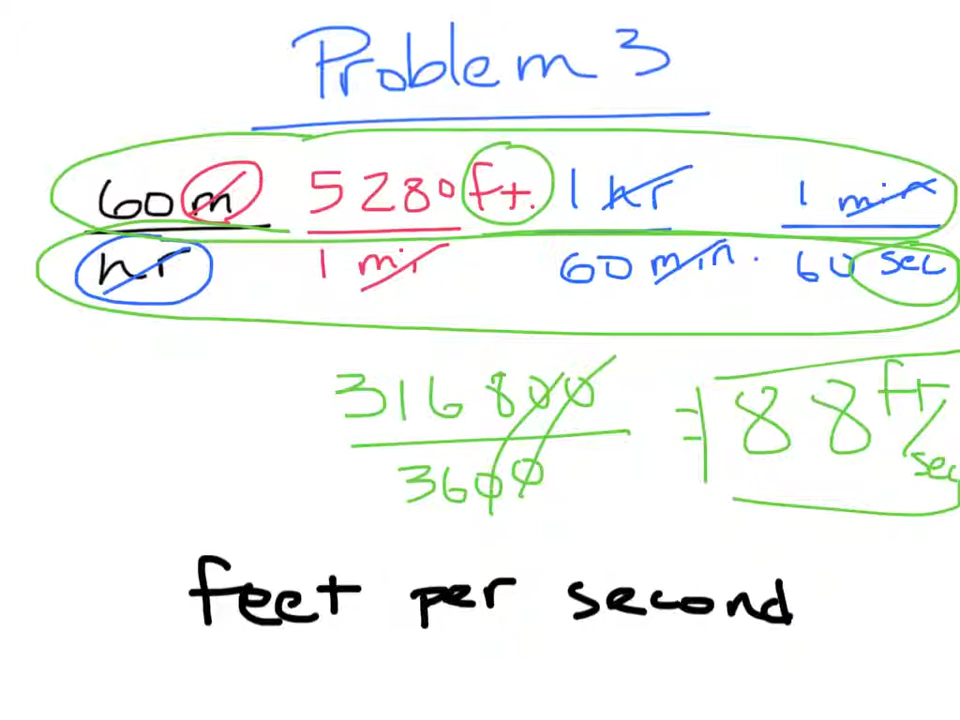 Problem 3
60 m 5280 ft. 1 hr 1 min
hr 1 mi 60 min. 60 sec
316800 = 88 ft/sec
3600
feet per second